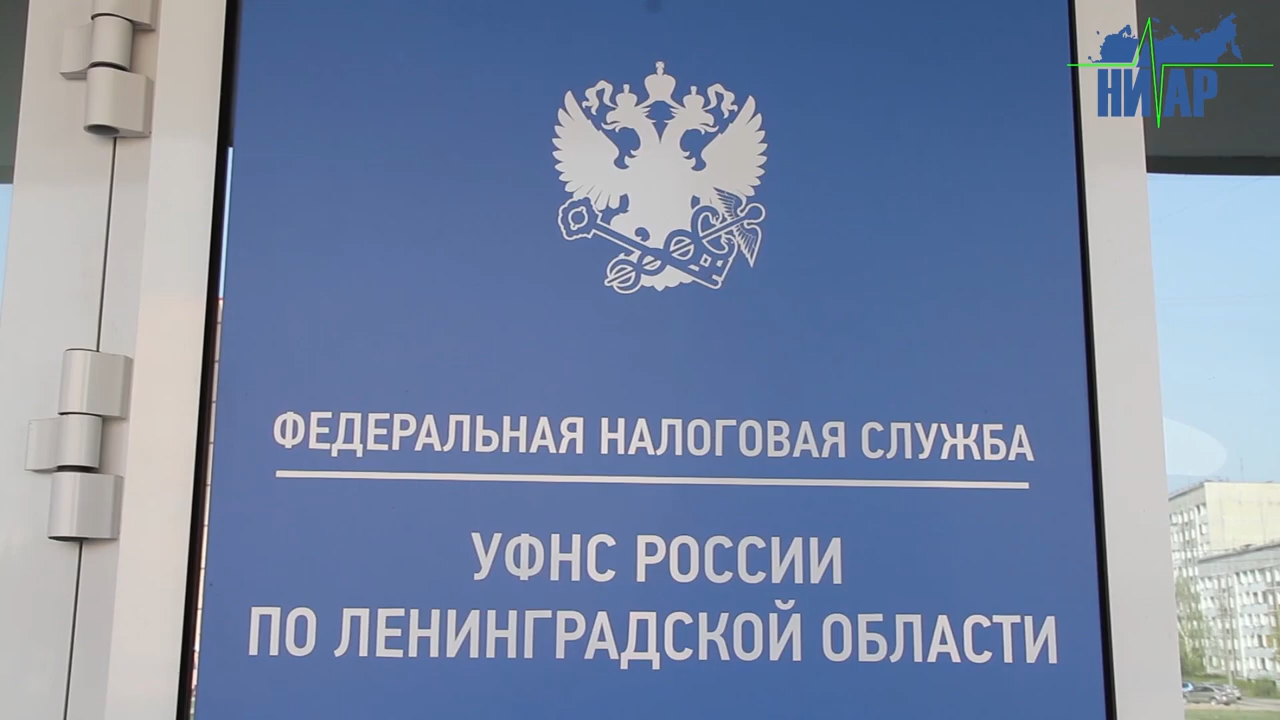 НИАР
ФЕДЕРАЛЬНАЯ НАЛОГОВАЯ СЛУЖБА
УФНС РОССИИ
ПО ЛЕНИНГРАДСКОЙ ОБЛАСТИ